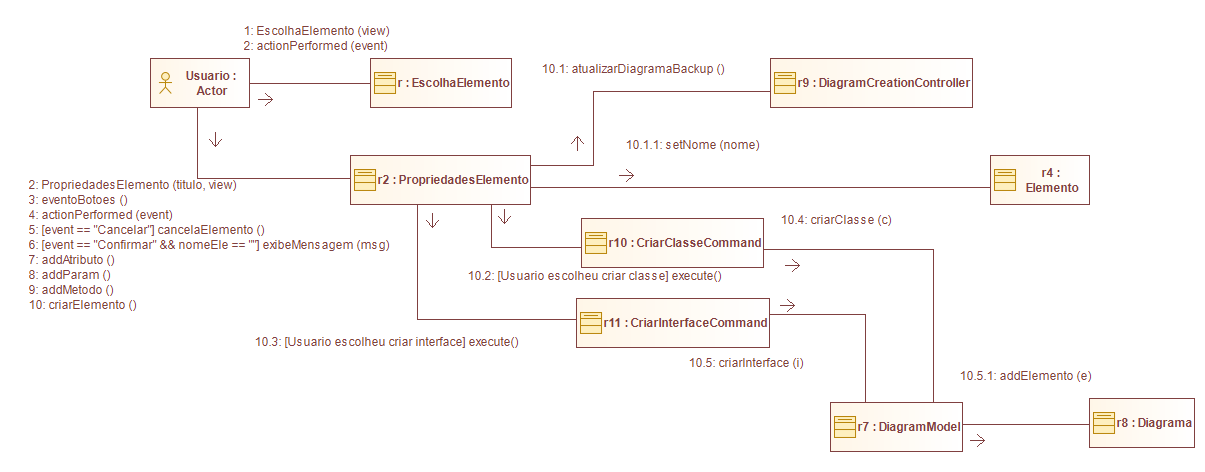 1: EscolhaElemento (view)
2: actionPerformed (event)
Usuario :
Actor
r : EscolhaElemento
10.1: atualizarDiagramaBackup ()
r9 : DiagramCreationController
10.1.1: setNome (nome)
r2 : PropriedadesElemento
r4 :
Elemento
2: PropriedadesElemento (titulo, view)
3: eventoBotoes ()
4: actionPerformed (event)
5: [event == "Cancelar"] cancelaElemento ()
6: [event == "Confirmar" && nomeEle == ""] exibeMensagem (msg)
7: addAtributo ()
8: addParam ()
9: addMetodo ()
10: criarElemento ()
10.4: criarClasse (c)
r10 : CriarClasseCommand
10.2: [Usuario escolheu criar classe] execute()
r11 : CriarInterfaceCommand
10.3: [Usuario escolheu criar interface] execute()
10.5: criarInterface (i)
10.5.1: addElemento (e)
r7 : DiagramModel
r8 : Diagrama